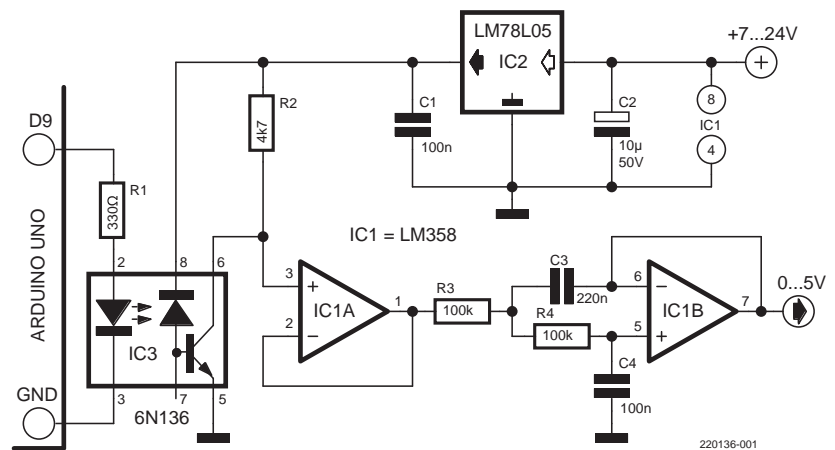 LM78L05
IC2
+7...24V
+
R2
4k7
C1
100n
C2
10µ
50V
8
IC1
4
D9
R1
330Ω
ARDUINO UNO
2
8
6
IC3
3
7
5
GND
6N136
IC1 = LM358
3
+
IC1A
1
2
–
R3
100k
C3
220n
R4
100k
6
–
IC1B
7
5
+
0...5V
C4
100n
220136-001